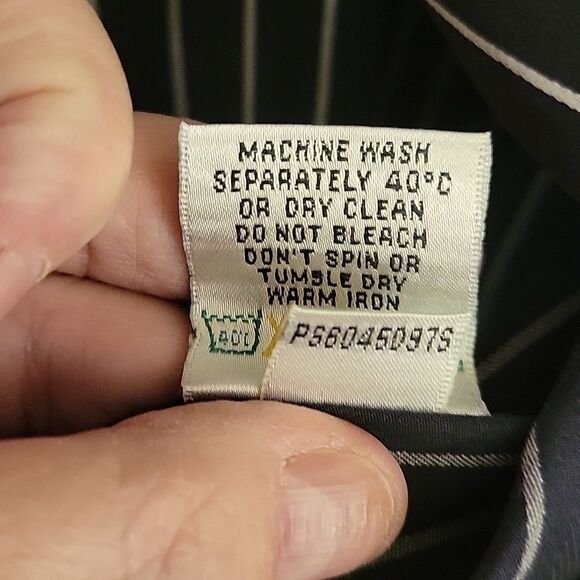 MACHINE WASH
SEPARATELY 40°C
OR DRY CLEAN
DO NOT BLEACH
DON'T SPIN OR
TUMBLE DRY
WARM IRON
40°
PS60450975